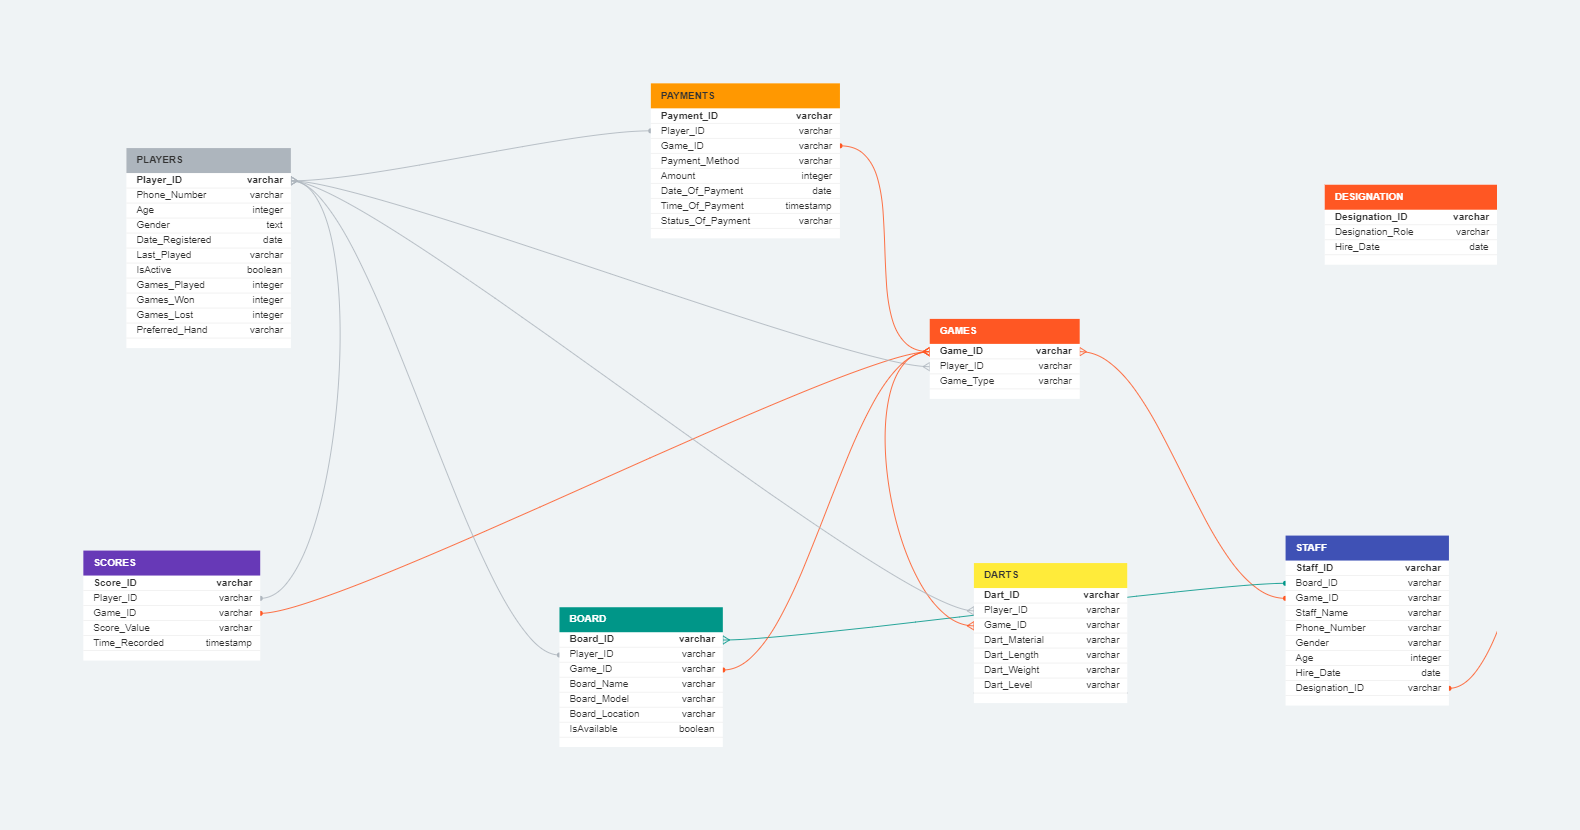 PAYMENTS
Payment_ID varchar
Player_ID varchar
Game_ID varchar
Payment_Method varchar
Amount integer
Date_Of_Payment date
Time_Of_Payment timestamp
Status_Of_Payment varchar
PLAYERS
Player_ID varchar
Phone_Number varchar
Age integer
Gender text
Date_Registered date
Last_Played varchar
IsActive boolean
Games_Played integer
Games_Won integer
Games_Lost integer
Preferred_Hand varchar
DESIGNATION
Designation_ID varchar
Designation_Role varchar
Hire_Date date
GAMES
Game_ID varchar
Player_ID varchar
Game_Type varchar
SCORES
Score_ID varchar
Player_ID varchar
Game_ID varchar
Score_Value varchar
Time_Recorded timestamp
BOARD
Board_ID varchar
Player_ID varchar
Game_ID varchar
Board_Name varchar
Board_Model varchar
Board_Location varchar
IsAvailable boolean
DARTS
Dart_ID varchar
Player_ID varchar
Game_ID varchar
Dart_Material varchar
Dart_Length varchar
Dart_Weight varchar
Dart_Level varchar
STAFF
Staff_ID varchar
Board_ID varchar
Game_ID varchar
Staff_Name varchar
Phone_Number varchar
Gender varchar
Age integer
Hire_Date date
Designation_ID varchar